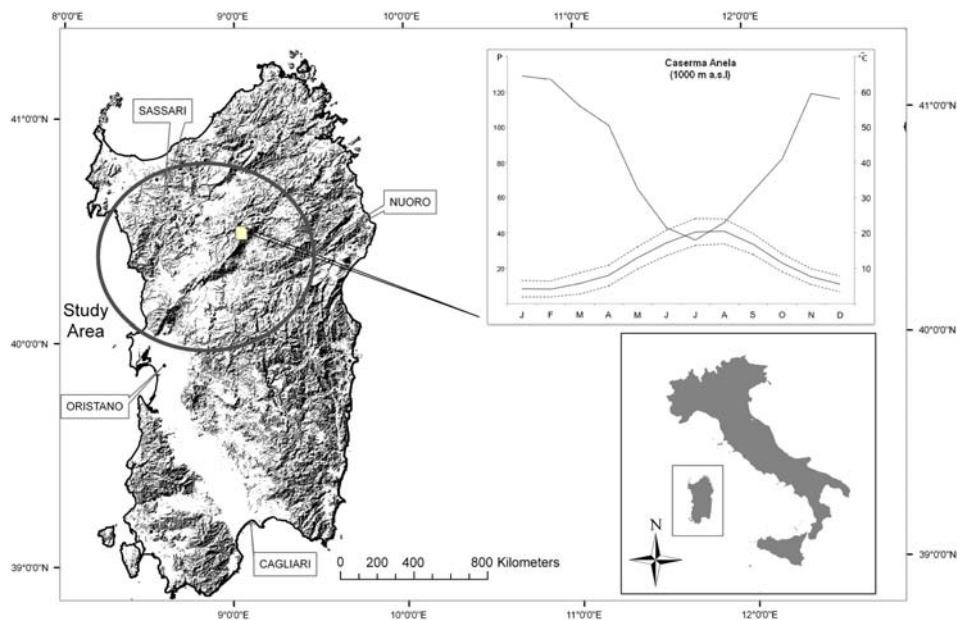 8°0'0"E 9°0'0"E 10°0'0"E 11°0'0"E 12°0'0"E
41°0'0"N
40°0'0"N
39°0'0"N
41°0'0"N
40°0'0"N
39°0'0"N
SASSARI
NUORO
Study
Area
ORISTANO
CAGLIARI
0 200 400 800 Kilometers
P °C
Caserma Anela
(1000 m a.s.l)
120 60
100 50
80 40
60 30
40 20
20 10
J F M A M J J A S O N D
N
9°0'0"E 10°0'0"E 11°0'0"E 12°0'0"E